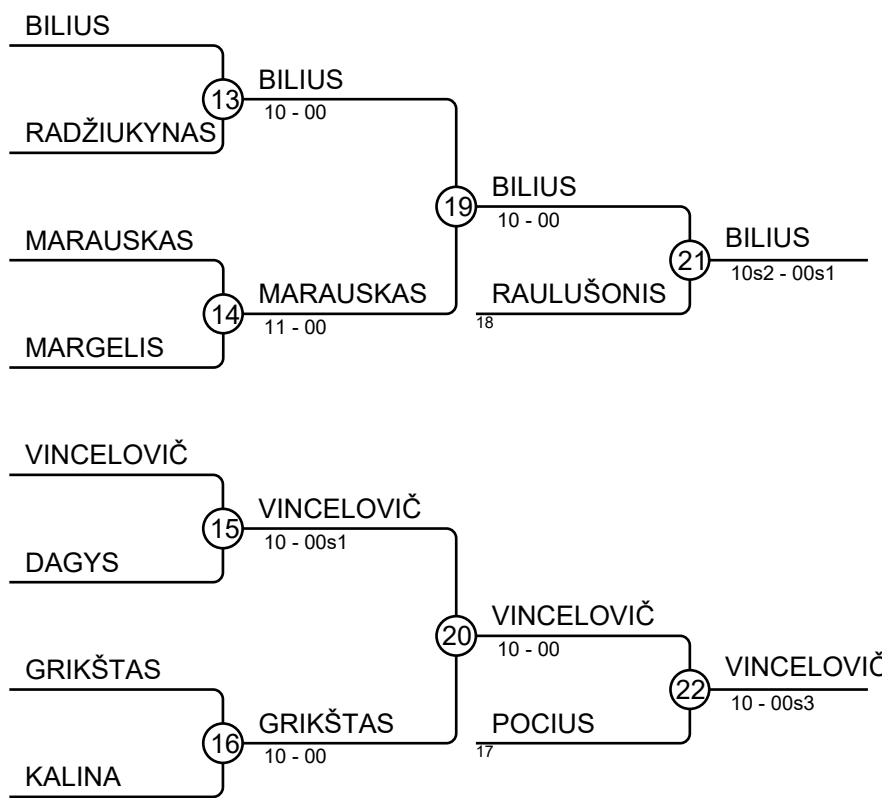 BILIUS
13
BILIUS
10 - 00
RADŽIUKYNAS
19
BILIUS
10 - 00
MARAUSKAS
21
BILIUS
10s2 - 00s1
14
MARAUSKAS
11 - 00
RAULUŠONIS
18
MARGELIS
VINCELOVIČ
15
VINCELOVIČ
10 - 00s1
DAGYS
20
VINCELOVIČ
10 - 00
GRIKŠTAS
22
VINCELOVIČ
10 - 00s3
16
GRIKŠTAS
10 - 00
POCIUS
17
KALINA